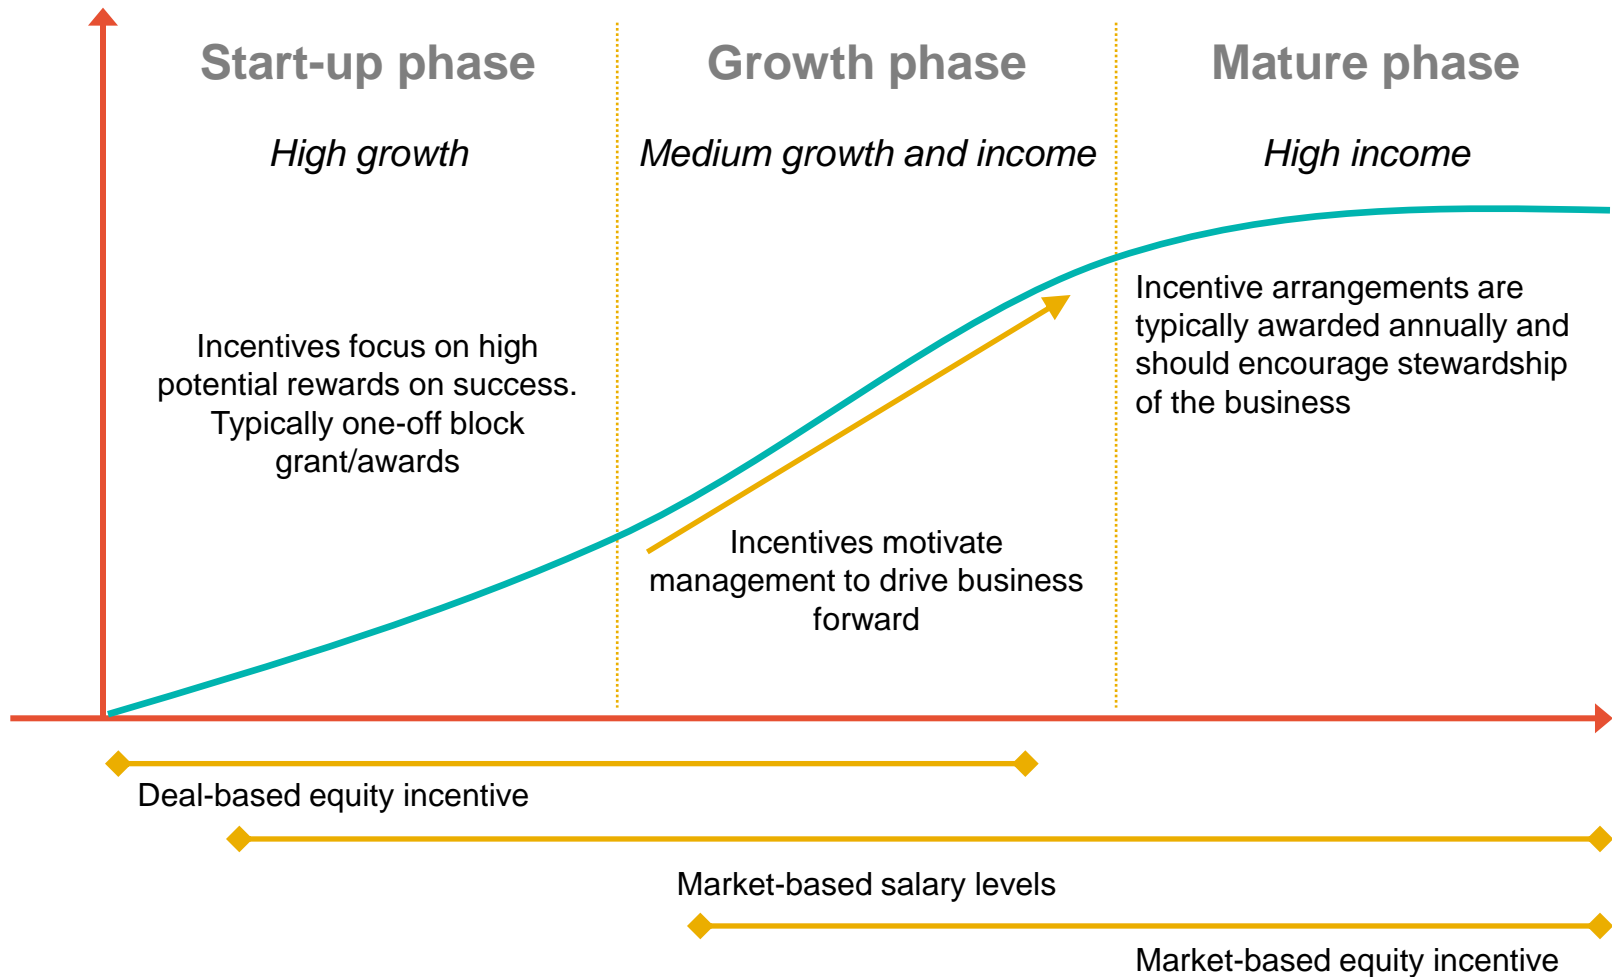 Start-up phase
Growth phase
Mature phase
High growth
Medium growth and income
High income
Incentives focus on high
potential rewards on success.
Typically one-off block
grant/awards
Incentives motivate
management to drive business
forward
Incentive arrangements are
typically awarded annually and
should encourage stewardship
of the business
Deal-based equity incentive
Market-based salary levels
Market-based equity incentive